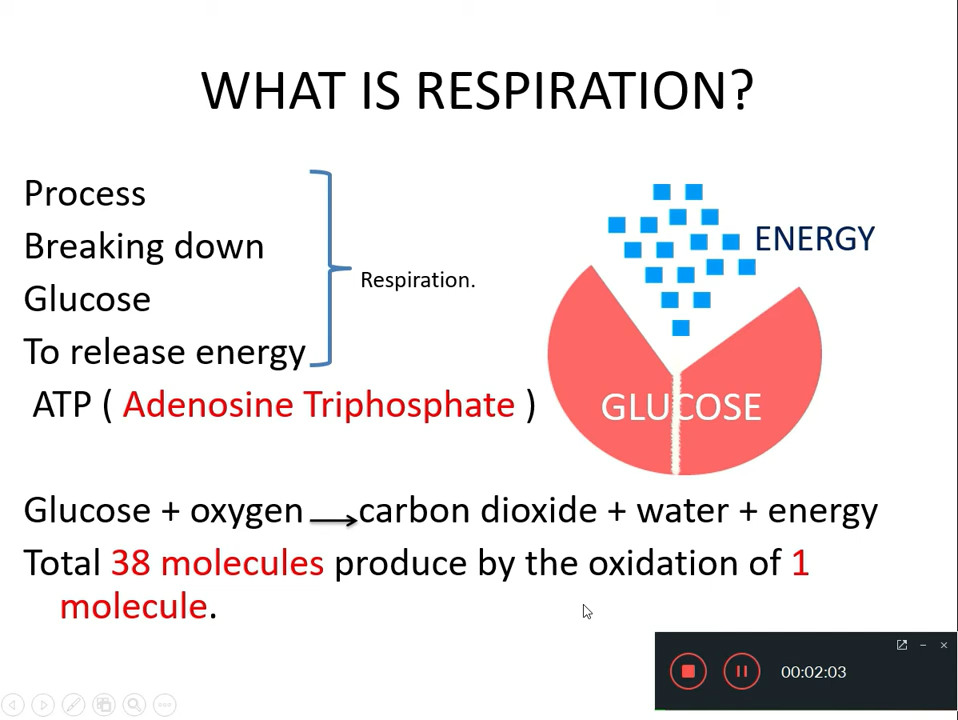 WHAT IS RESPIRATION?
Process
Breaking down
Glucose
To release energy
Respiration.
ATP ( Adenosine Triphosphate )
ENERGY
GLUCOSE
Glucose + oxygen → carbon dioxide + water + energy
Total 38 molecules produce by the oxidation of 1
molecule.
00:02:03